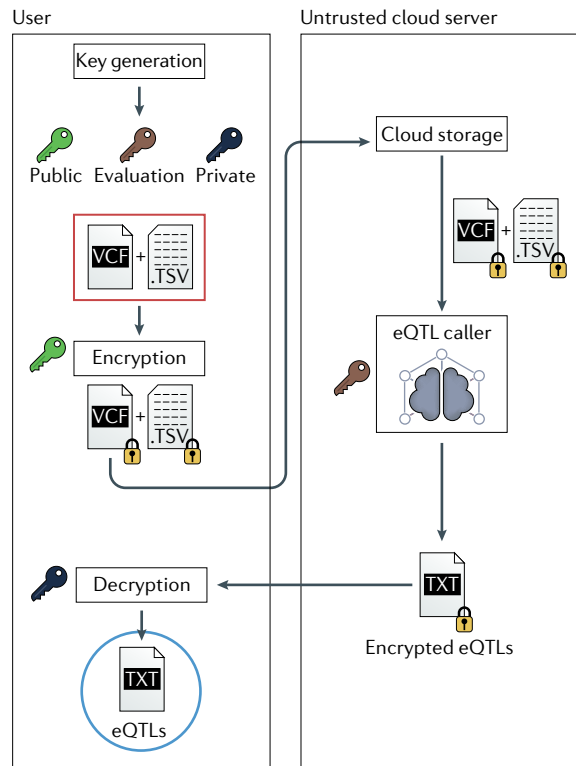 User
Key generation
Public Evaluation Private
VCF + .TSV
Encryption
VCF + .TSV
Decryption
TXT
eQTLs
Untrusted cloud server
Cloud storage
VCF + .TSV
eQTL caller
TXT
Encrypted eQTLs